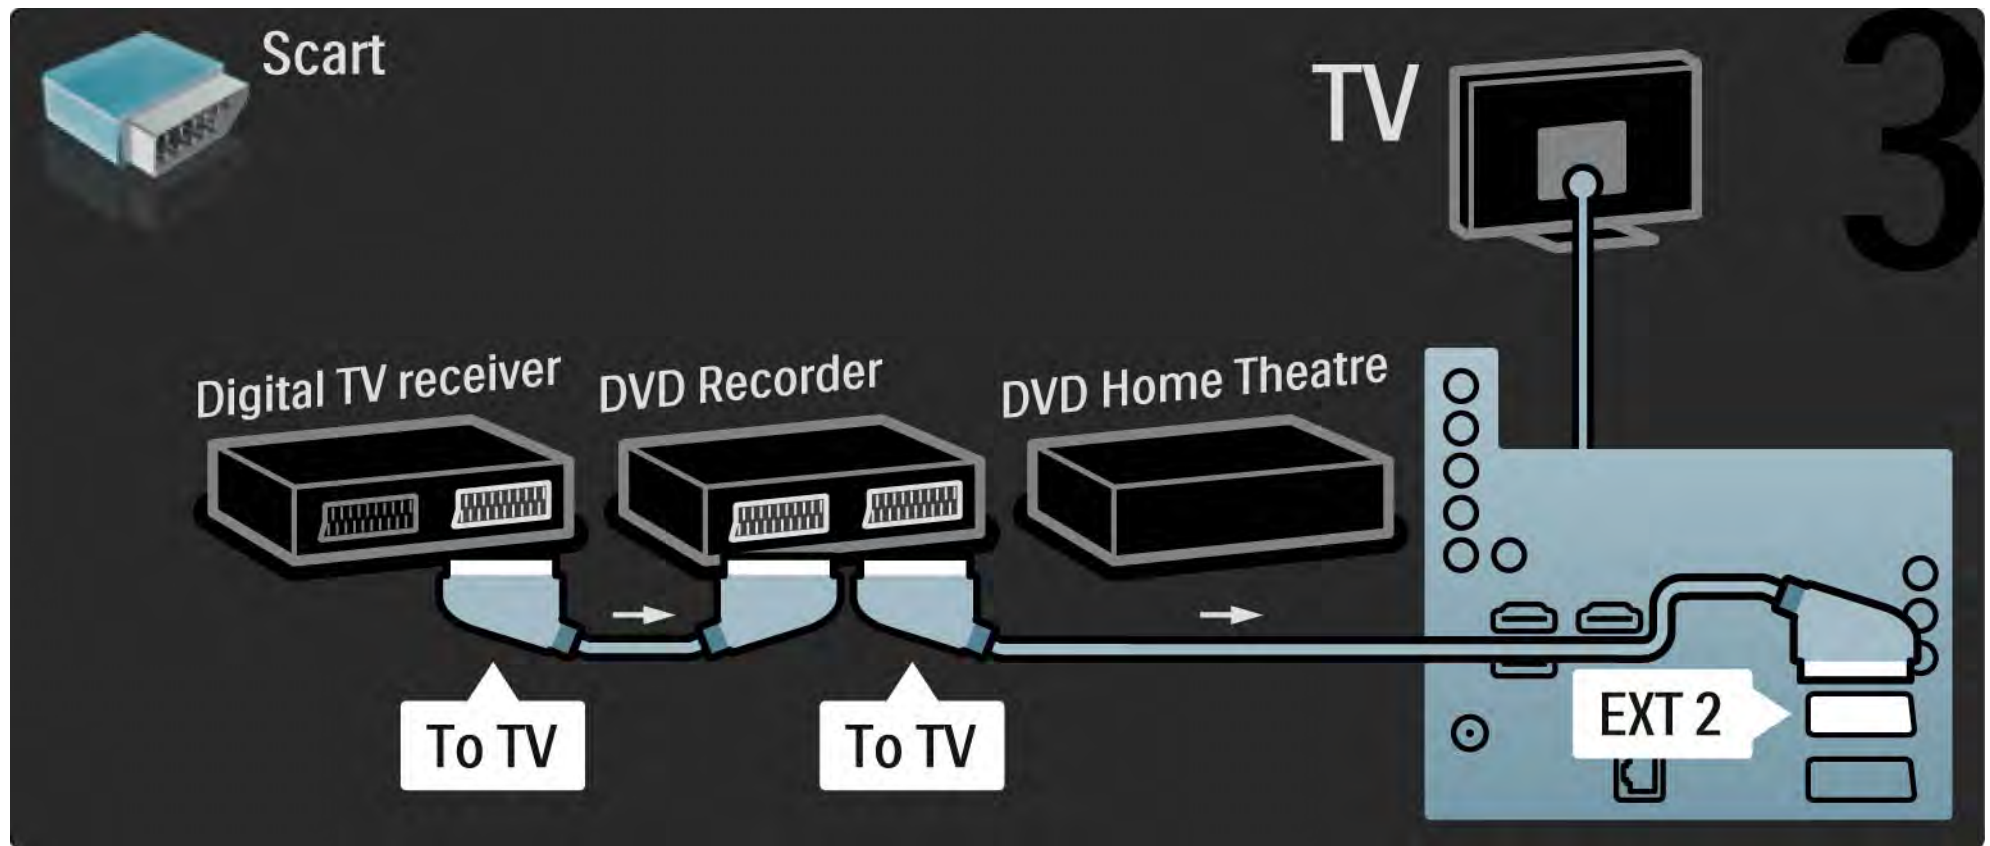 Scart
TV
3
Digital TV receiver
DVD Recorder
DVD Home Theatre
To TV
To TV
EXT 2